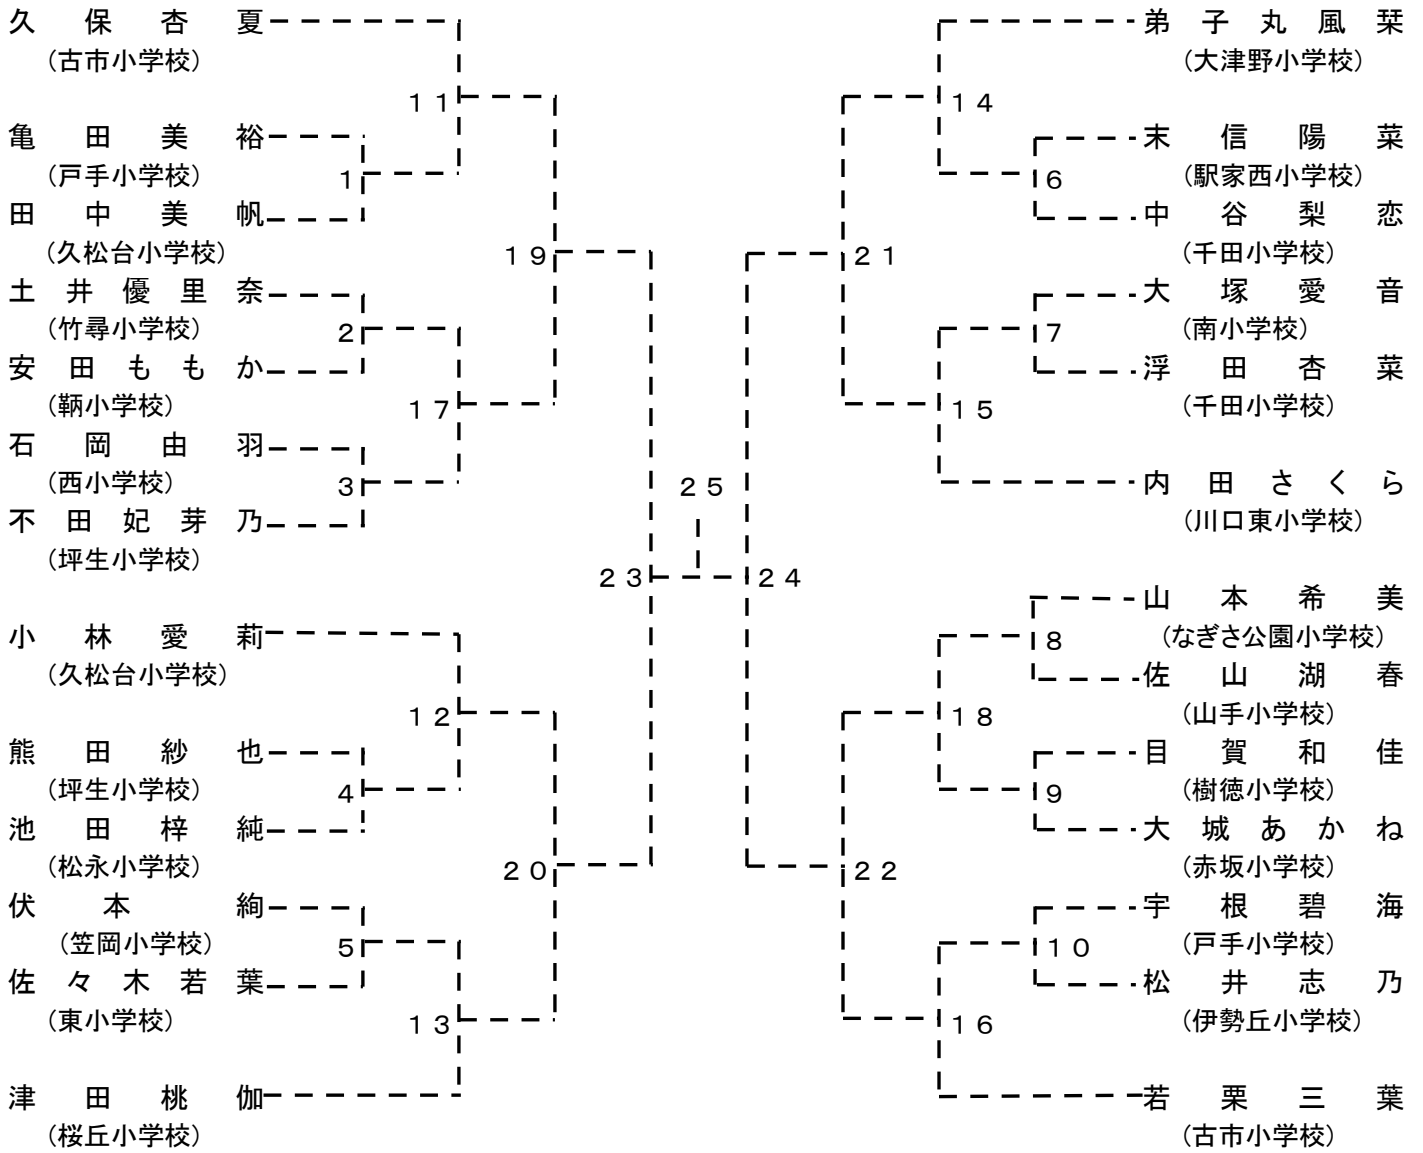 久保杏夏
(古市小学校)
11
亀田美裕
(戸手小学校)
1
田中美帆
(久松台小学校)
19
土井優里奈
(竹尋小学校)
2
安田ももか
(鞆小学校)
17
石岡由羽
(西小学校)
3
不田妃芽乃
(坪生小学校)
23
小林愛莉
(久松台小学校)
12
熊田紗也
(坪生小学校)
4
池田梓純
(松永小学校)
20
伏本絢
(笠岡小学校)
5
佐々木若葉
(東小学校)
13
津田桃伽
(桜丘小学校)
25
弟子丸風栞
(大津野小学校)
14
末信陽菜
(駅家西小学校)
6
中谷梨恋
(千田小学校)
21
大塚愛音
(南小学校)
7
浮田杏菜
(千田小学校)
15
内田さくら
(川口東小学校)
24
山本希美
(なぎさ公園小学校)
8
佐山湖春
(山手小学校)
18
目賀和佳
(樹徳小学校)
9
大城あかね
(赤坂小学校)
22
宇根碧海
(戸手小学校)
10
松井志乃
(伊勢丘小学校)
16
若栗三葉
(古市小学校)